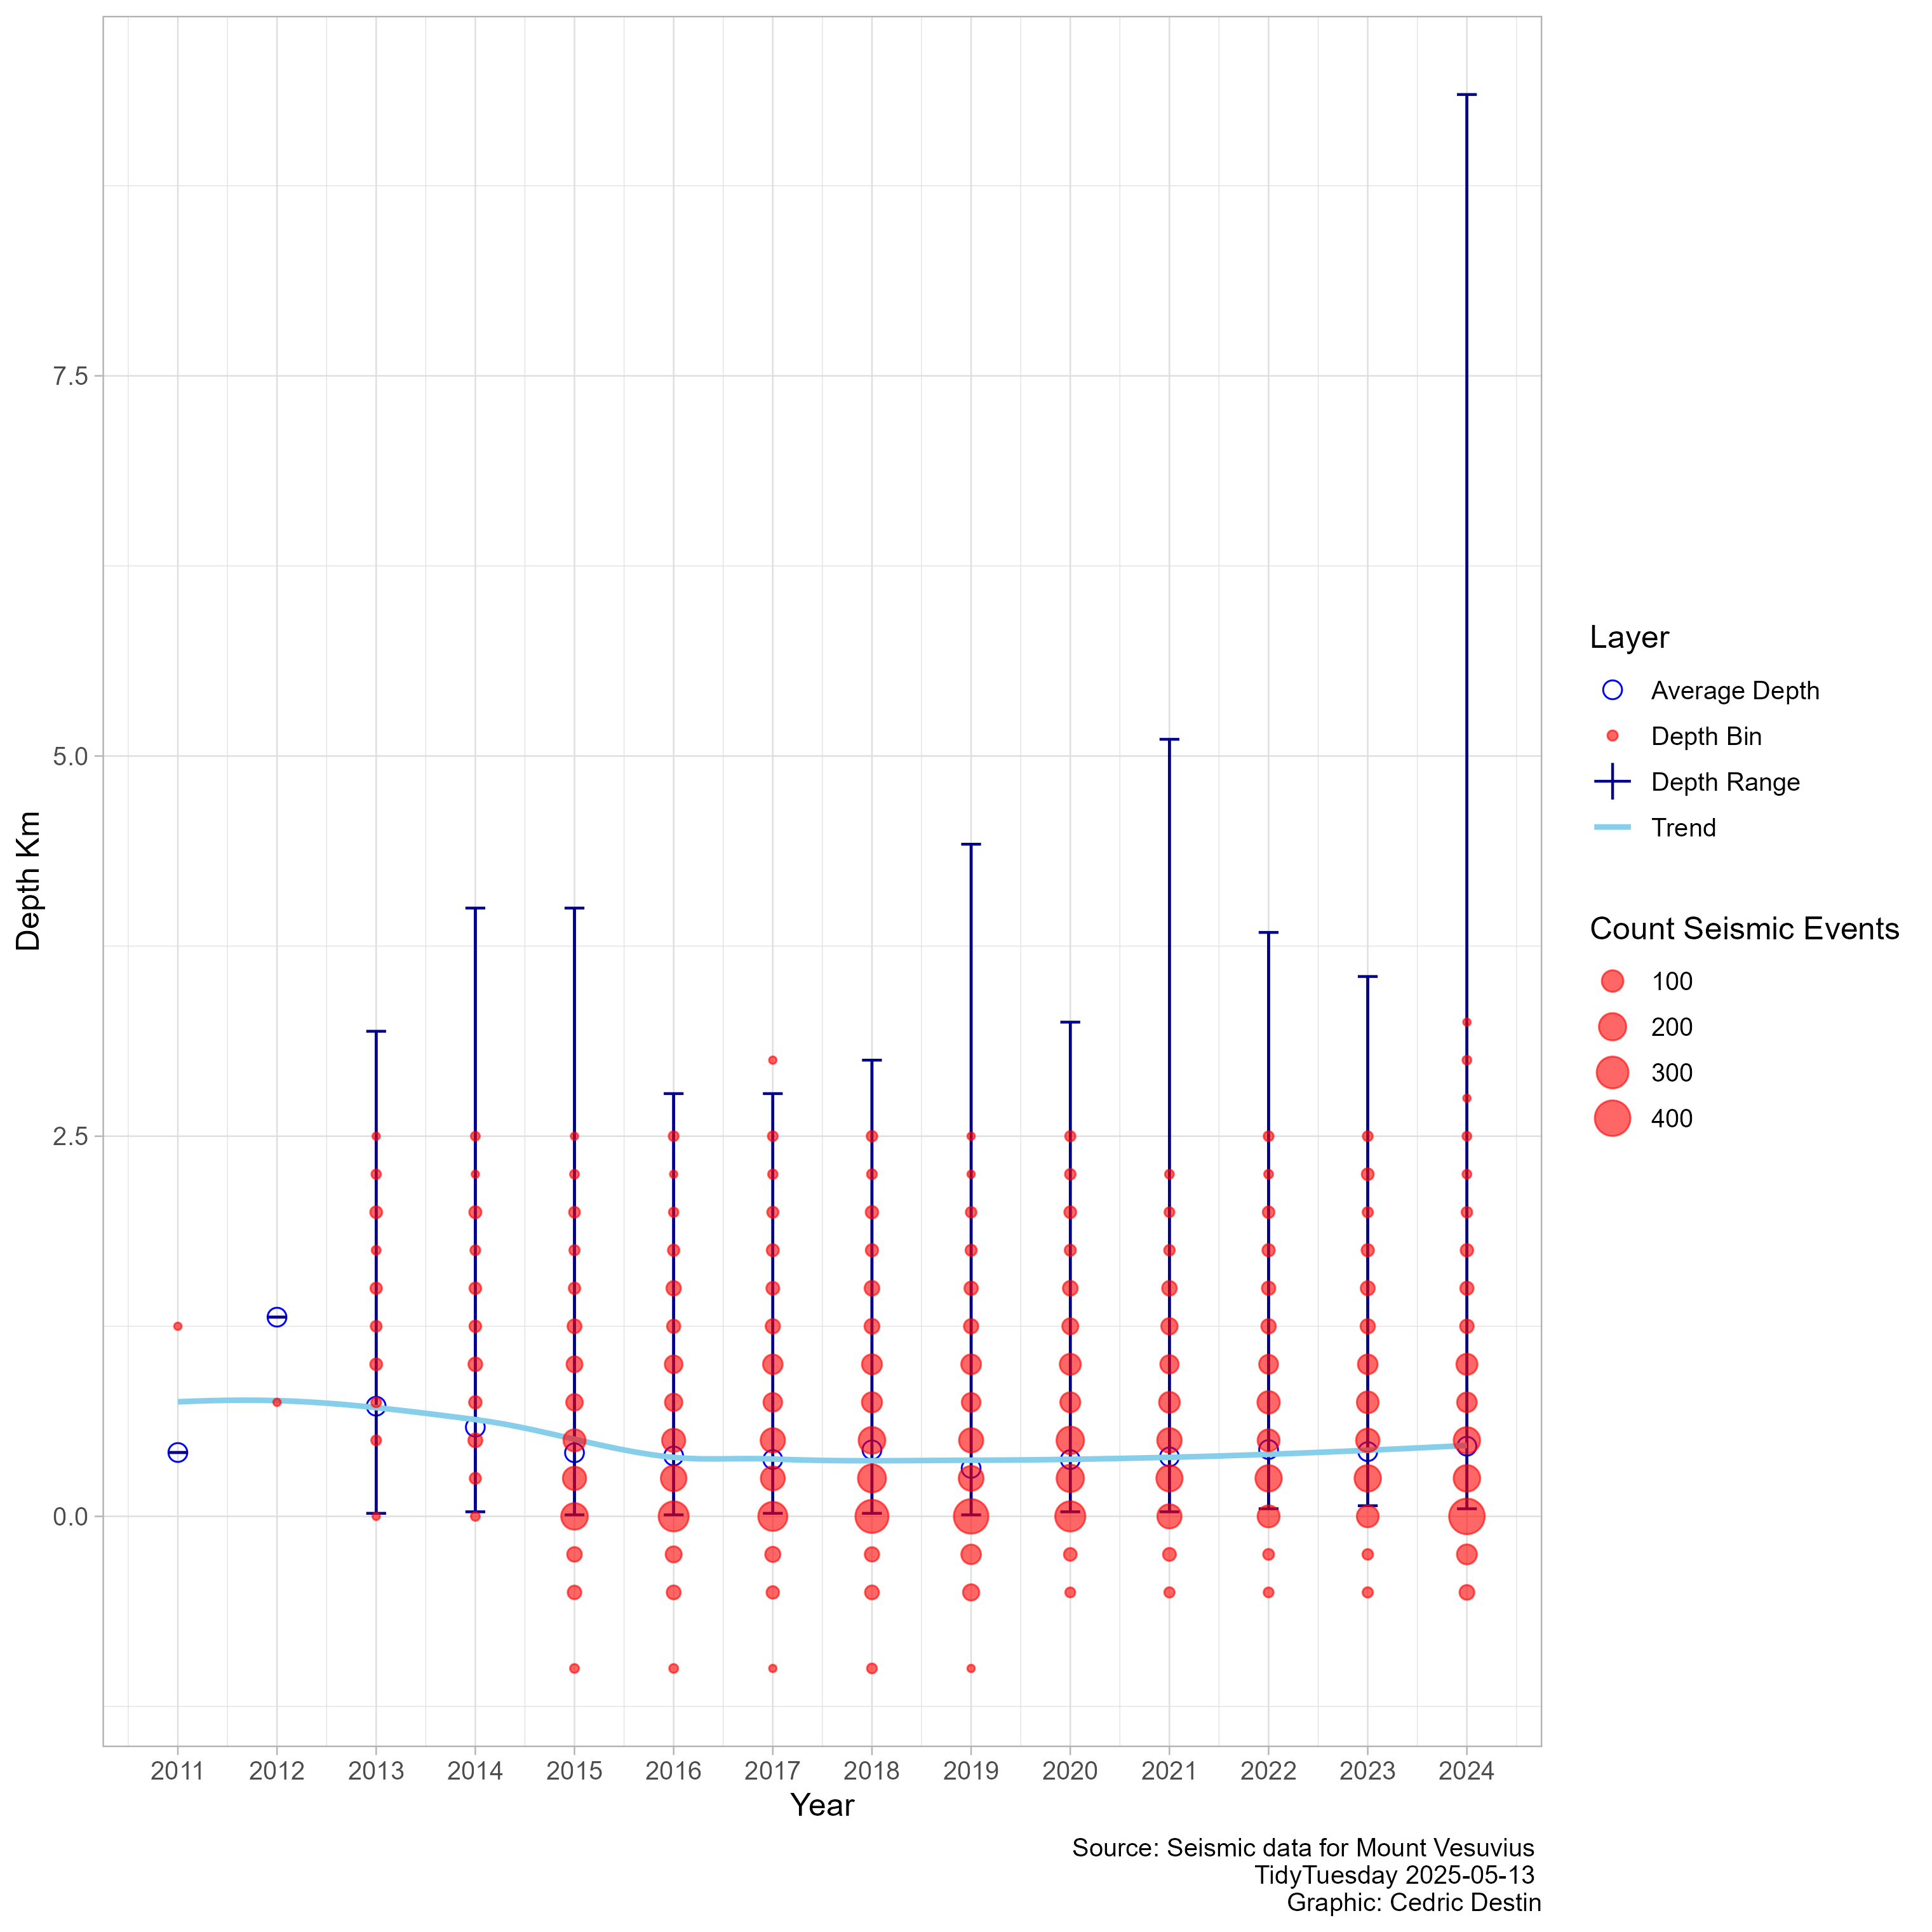 7.5
5.0
2.5
0.0
Depth Km
2011 2012 2013 2014 2015 2016 2017 2018 2019 2020 2021 2022 2023 2024
Year
Layer
Average Depth
Depth Bin
Depth Range
Trend
Count Seismic Events
100
200
300
400
Source: Seismic data for Mount Vesuvius
TidyTuesday 2025-05-13
Graphic: Cedric Destin